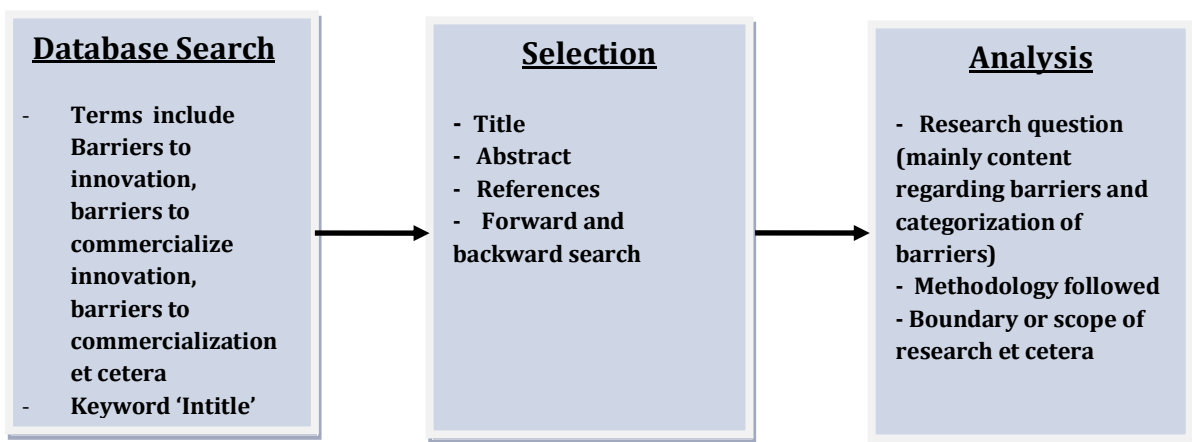 Database Search
- Terms include
Barriers to
innovation,
barriers to
commercialize
innovation,
barriers to
commercialization
et cetera
- Keyword ‘Intitle’
Selection
- Title
- Abstract
- References
- Forward and
backward search
Analysis
- Research question
(mainly content
regarding barriers and
categorization of
barriers)
- Methodology followed
- Boundary or scope of
research et cetera